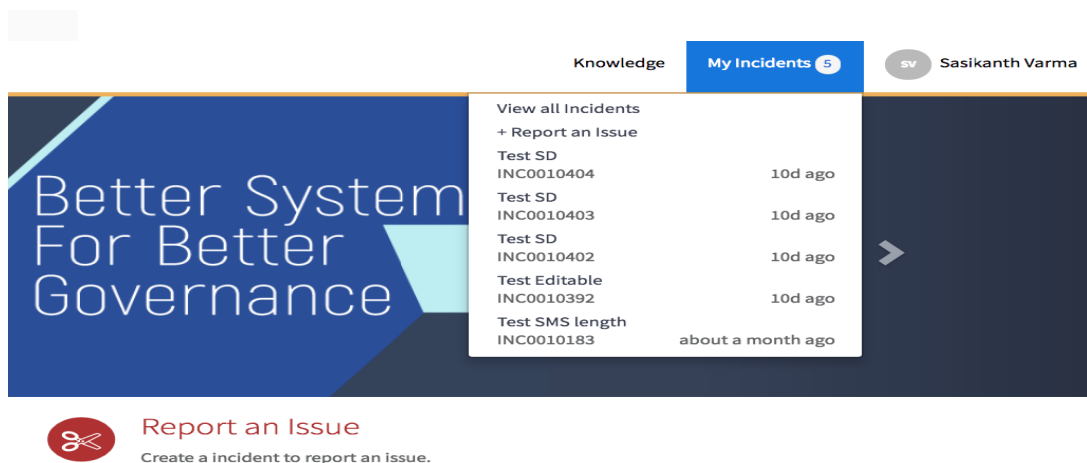 Knowledge
My Incidents 5
SV Sasikanth Varma
View all Incidents
+ Report an Issue
Test SD
INC0010404 10d ago
Test SD
INC0010403 10d ago
Test SD
INC0010402 10d ago
Test Editable
INC0010392 10d ago
Test SMS length
INC0010183 about a month ago
Better System
For Better
Governance
Report an Issue
Create a incident to report an issue.